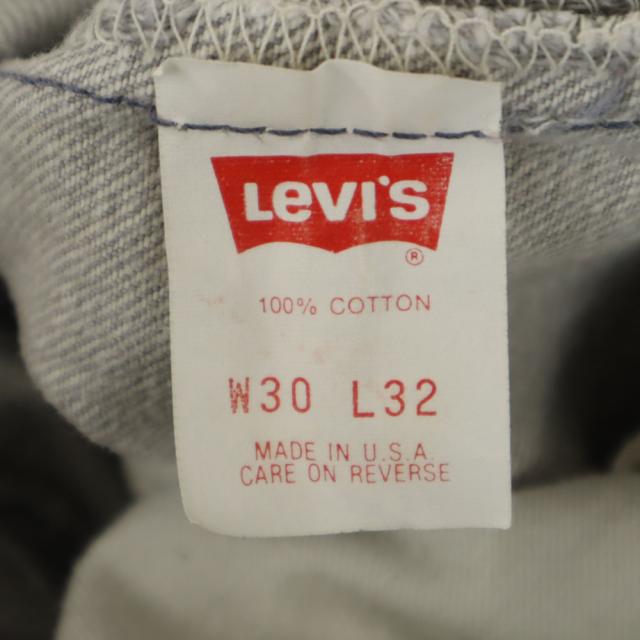 Levi's
®
100% COTTON
W30 L32
MADE IN U.S.A.
CARE ON REVERSE